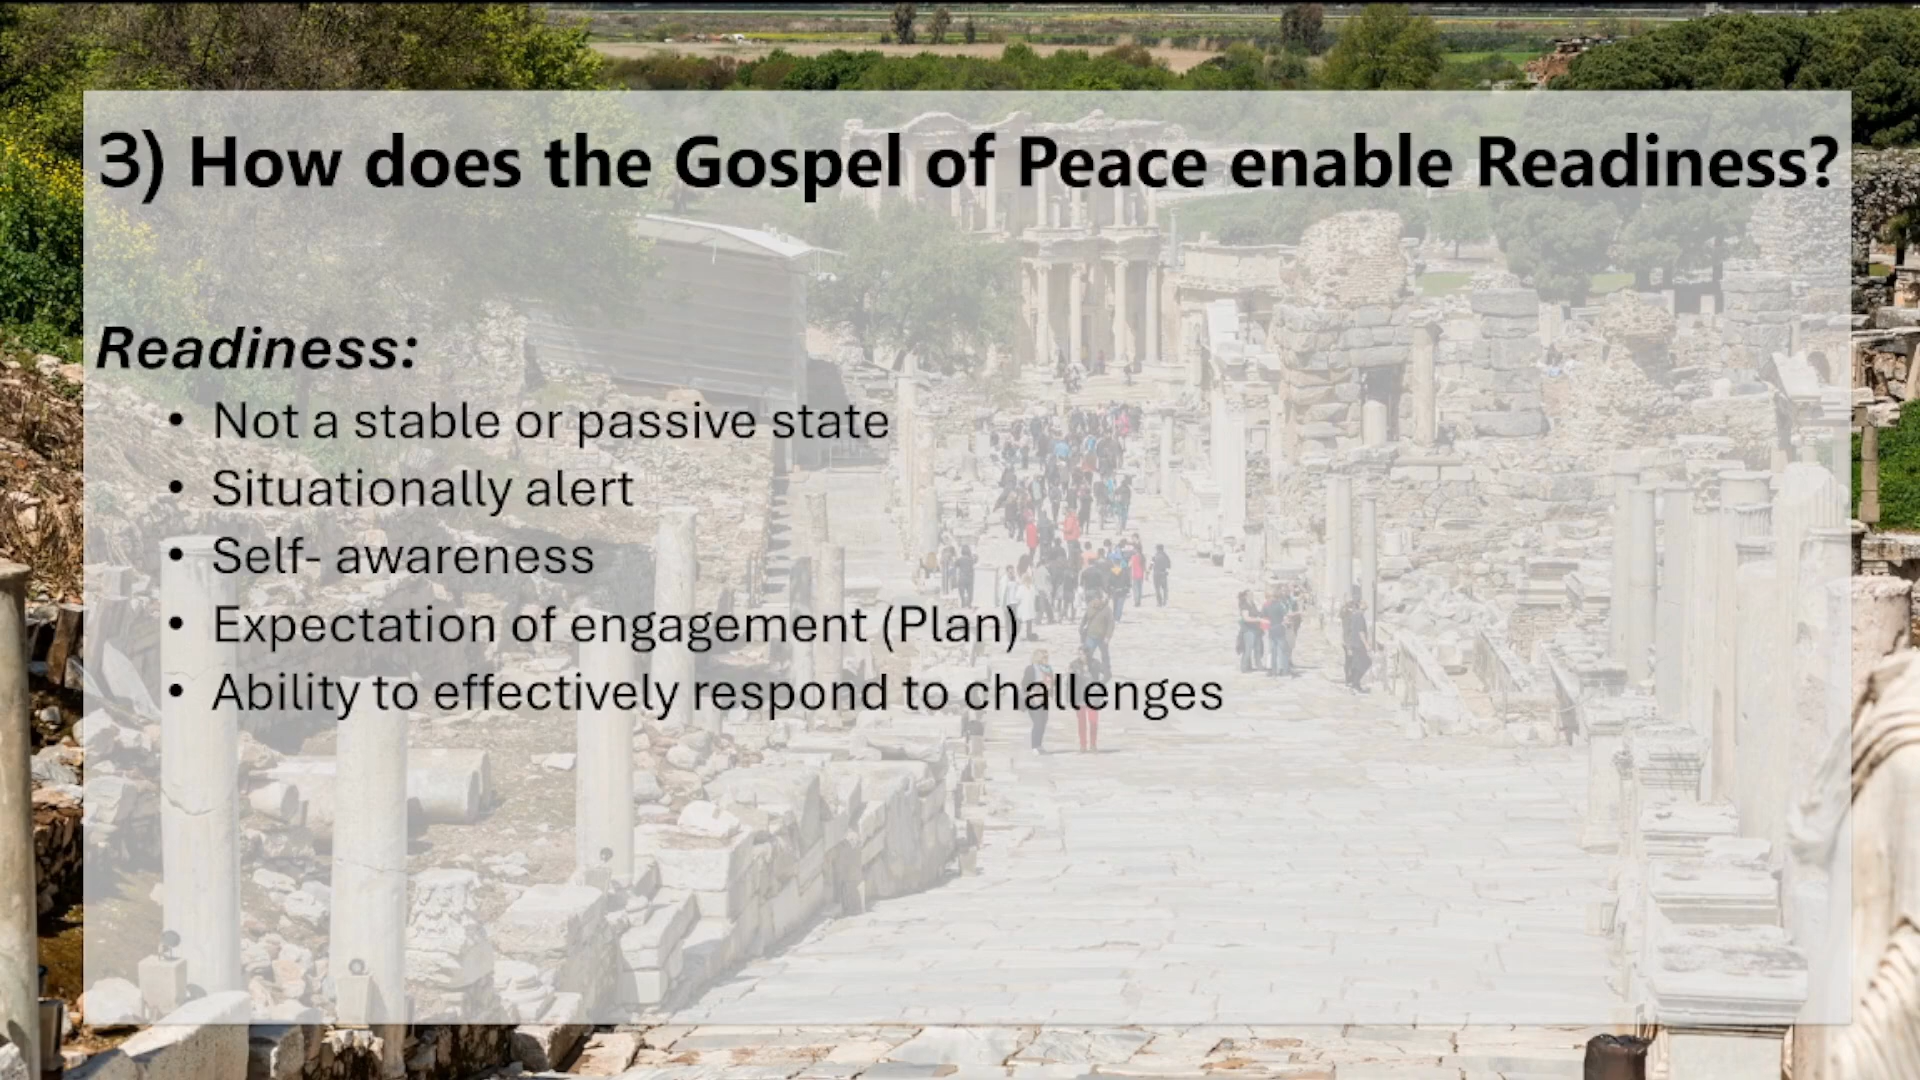 3) How does the Gospel of Peace enable Readiness?
Readiness:
• Not a stable or passive state
• Situationally alert
• Self- awareness
• Expectation of engagement (Plan)
• Ability to effectively respond to challenges